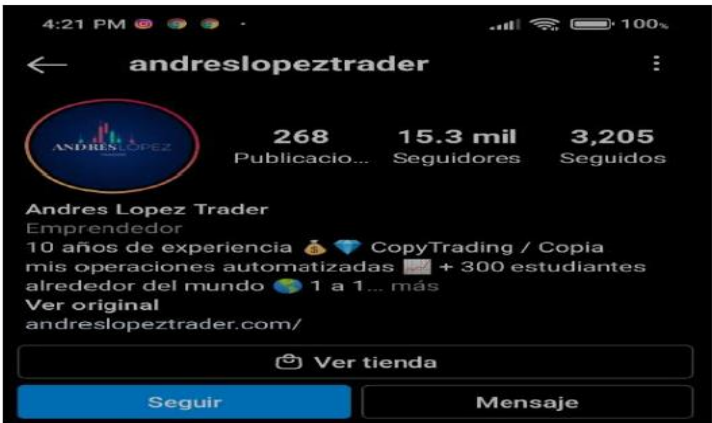 4:21 PM
100%
andreslopeztrader
ANDRES LOPEZ
268 15.3 mil 3,205
Publicacio... Seguidores Seguidos
Andres Lopez Trader
Emprendedor
10 años de experiencia 💰💎 CopyTrading / Copia
mis operaciones automatizadas 📈 + 300 estudiantes
alrededor del mundo 🌎 1 a 1... más
Ver original
andreslopeztrader.com/
Ver tienda
Seguir
Mensaje